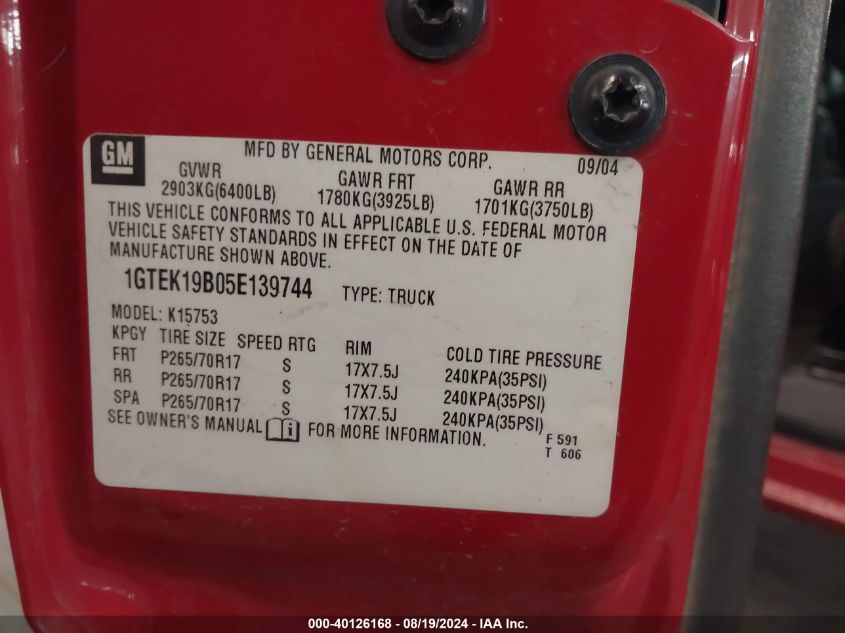 GM
MFD BY GENERAL MOTORS CORP. 09/04
GVWR GAWR FRT GAWR RR
2903KG(6400LB) 1780KG(3925LB) 1701KG(3750LB)
THIS VEHICLE CONFORMS TO ALL APPLICABLE U.S. FEDERAL MOTOR
VEHICLE SAFETY STANDARDS IN EFFECT ON THE DATE OF
MANUFACTURE SHOWN ABOVE.
1GTEK19B05E139744 TYPE: TRUCK
MODEL: K15753
KPGY TIRE SIZE SPEED RTG RIM COLD TIRE PRESSURE
FRT P265/70R17 S 17X7.5J 240KPA(35PSI)
RR P265/70R17 S 17X7.5J 240KPA(35PSI)
SPA P265/70R17 S 17X7.5J 240KPA(35PSI)
SEE OWNER'S MANUAL i FOR MORE INFORMATION.
F 591
T 606
000-40126168 - 08/19/2024 - IAA Inc.